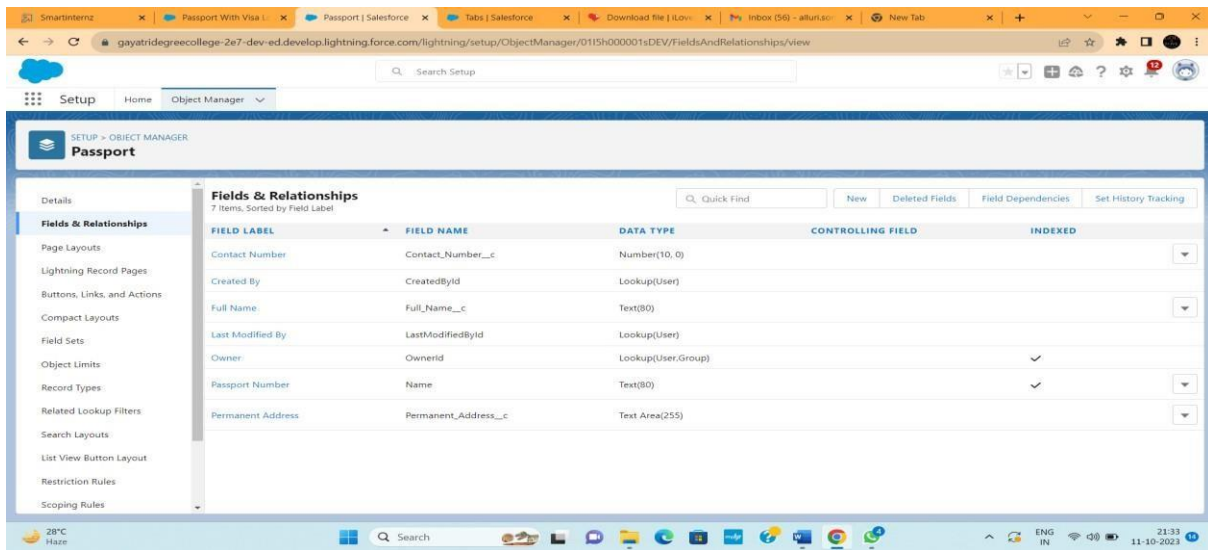 Smartinternz
Passport With Visa L
Passport | Salesforce
Tabs | Salesforce
Download file | iLove
Inbox (56) - alluri.so
New Tab
gayatridegreecollege-2e7-dev-ed.develop.lightning.force.com/lightning/setup/ObjectManager/01I5h000001sDEV/FieldsAndRelationships/view
Search Setup
12
Setup Home Object Manager
SETUP > OBJECT MANAGER
Passport
Details
Fields & Relationships
Page Layouts
Lightning Record Pages
Buttons, Links, and Actions
Compact Layouts
Field Sets
Object Limits
Record Types
Related Lookup Filters
Search Layouts
List View Button Layout
Restriction Rules
Scoping Rules
Fields & Relationships
7 Items, Sorted by Field Label
Quick Find
New
Deleted Fields
Field Dependencies
Set History Tracking
FIELD LABEL FIELD NAME DATA TYPE CONTROLLING FIELD INDEXED
Contact Number Contact_Number__c Number(10, 0)
Created By CreatedById Lookup(User)
Full Name Full_Name__c Text(80)
Last Modified By LastModifiedById Lookup(User)
Owner OwnerId Lookup(User,Group)
Passport Number Name Text(80)
Permanent Address Permanent_Address__c Text Area(255)
28°C
Haze
Search
ENG
IN
21:33
11-10-2023